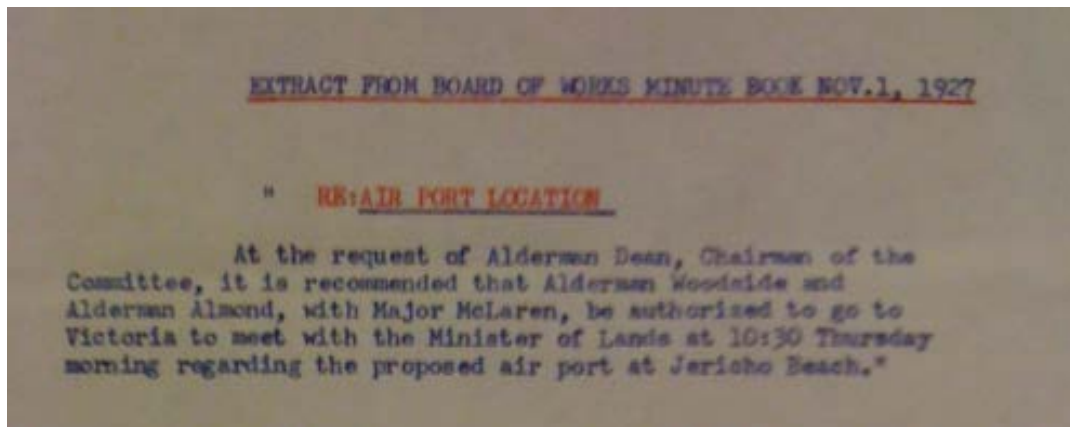 EXTRACT FROM BOARD OF WORKS MINUTE BOOK NOV.1, 1927
" RE:AIR PORT LOCATION
At the request of Alderman Dean, Chairman of the
Committee, it is recommended that Alderman Woodside and
Alderman Almond, with Major McLaren, be authorized to go to
Victoria to meet with the Minister of Lands at 10:30 Thursday
morning regarding the proposed air port at Jericho Beach."